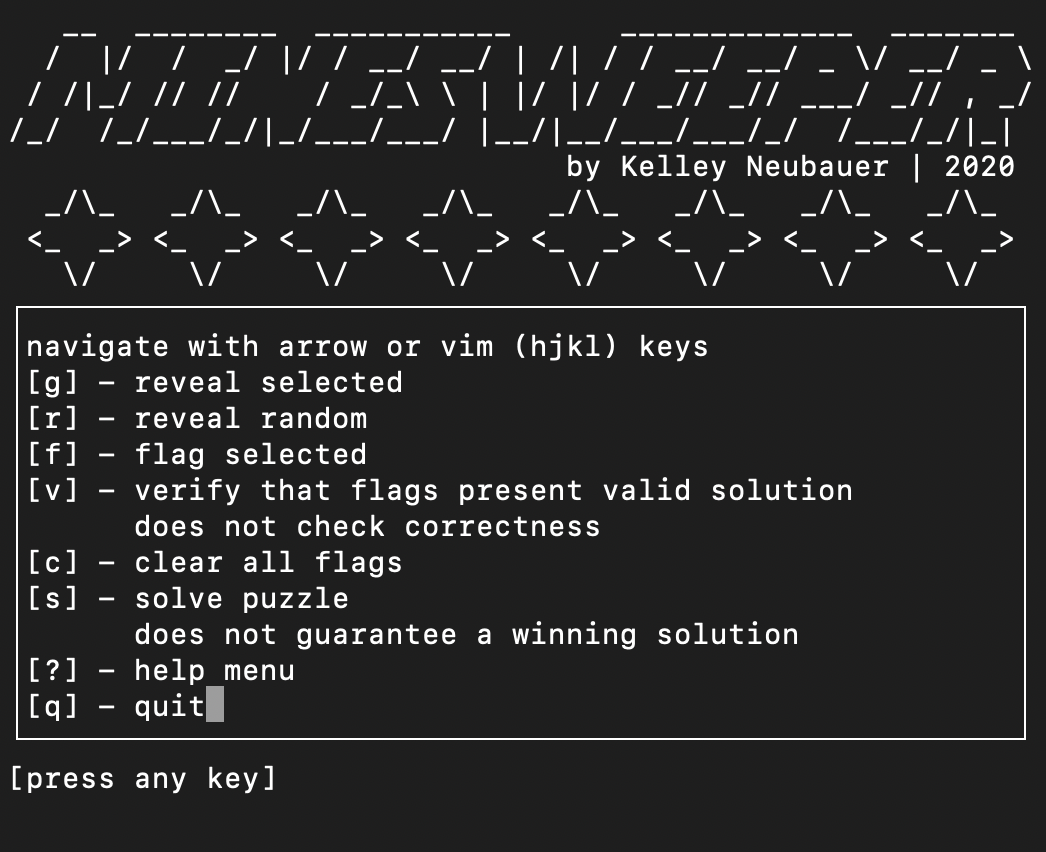 MINESWEEPER
by Kelley Neubauer | 2020
navigate with arrow or vim (hjkl) keys
[g] – reveal selected
[r] – reveal random
[f] – flag selected
[v] – verify that flags present valid solution
does not check correctness
[c] – clear all flags
[s] – solve puzzle
does not guarantee a winning solution
[?] – help menu
[q] – quit
[press any key]